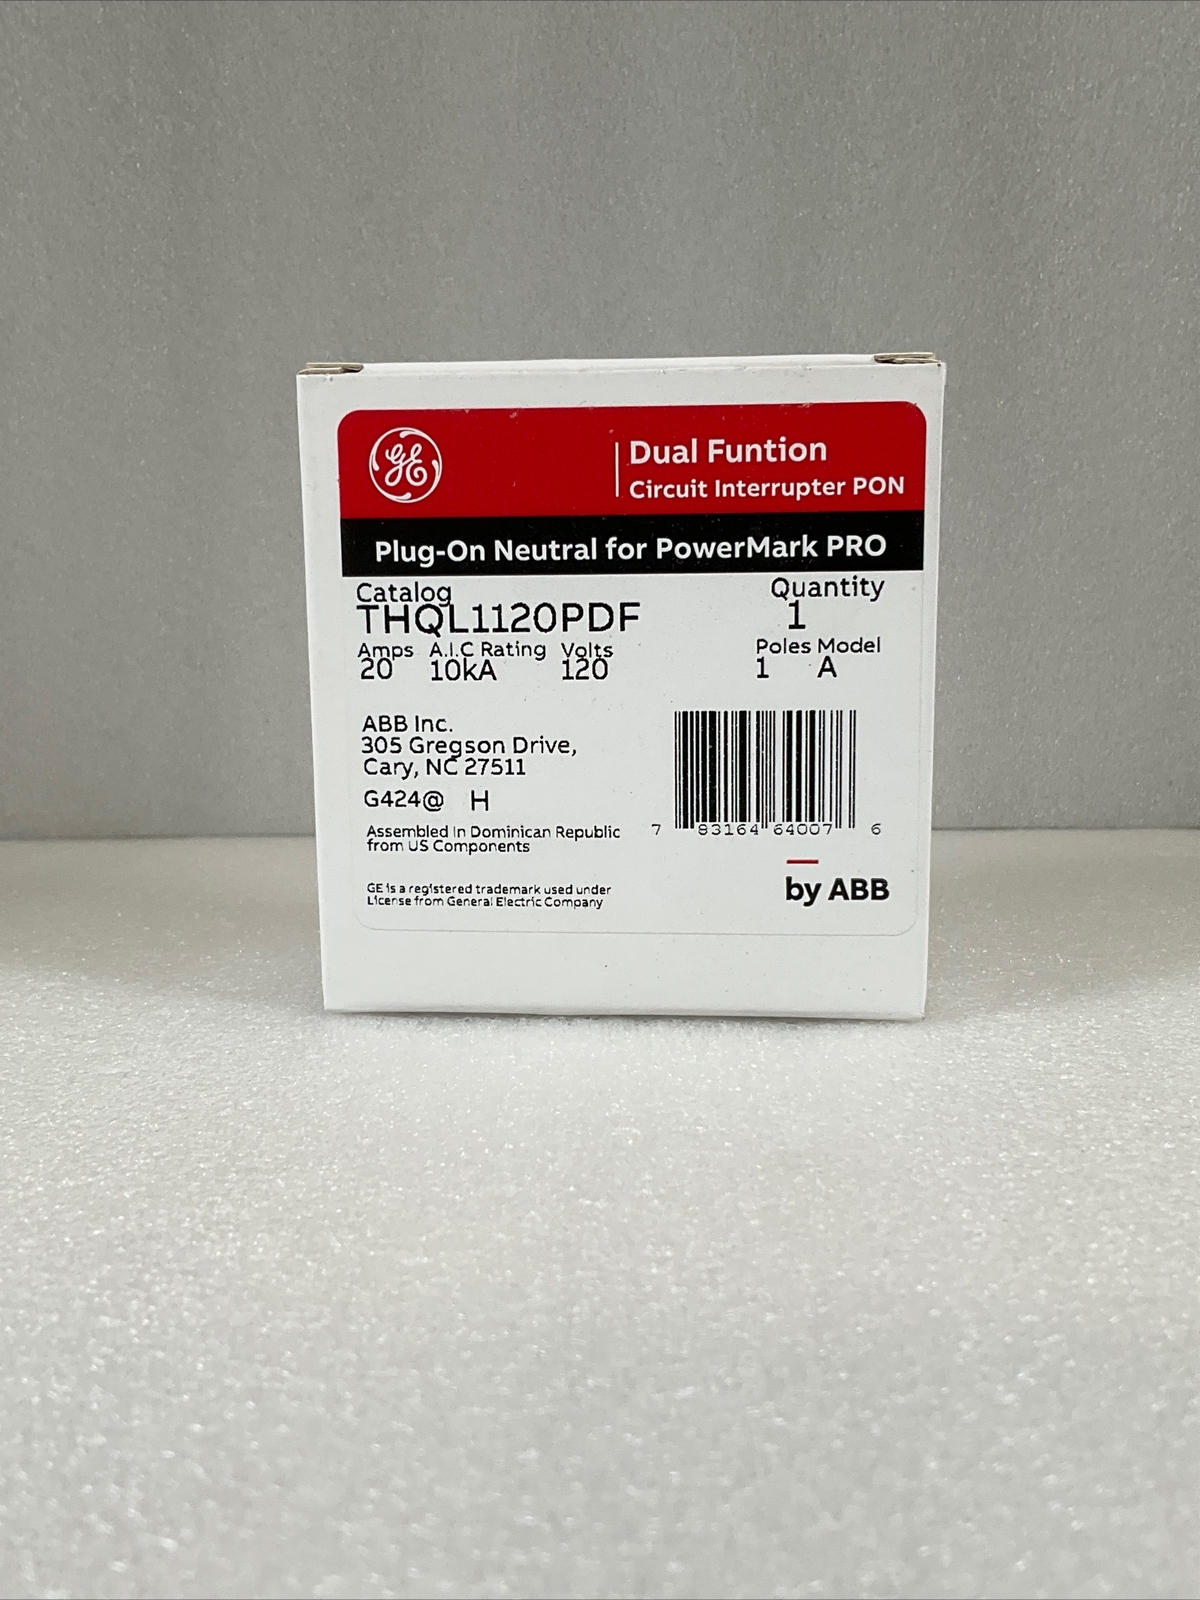 GE
Dual Funtion
Circuit Interrupter PON
Plug-On Neutral for PowerMark PRO
Catalog
THQL1120PDF
Quantity
1
Amps A.I.C Rating Volts
20 10kA 120
Poles Model
1 A
ABB Inc.
305 Gregson Drive,
Cary, NC 27511
G424@ H
Assembled In Dominican Republic
from US Components
7 83164 64007 6
GE is a registered trademark used under
License from General Electric Company
by ABB